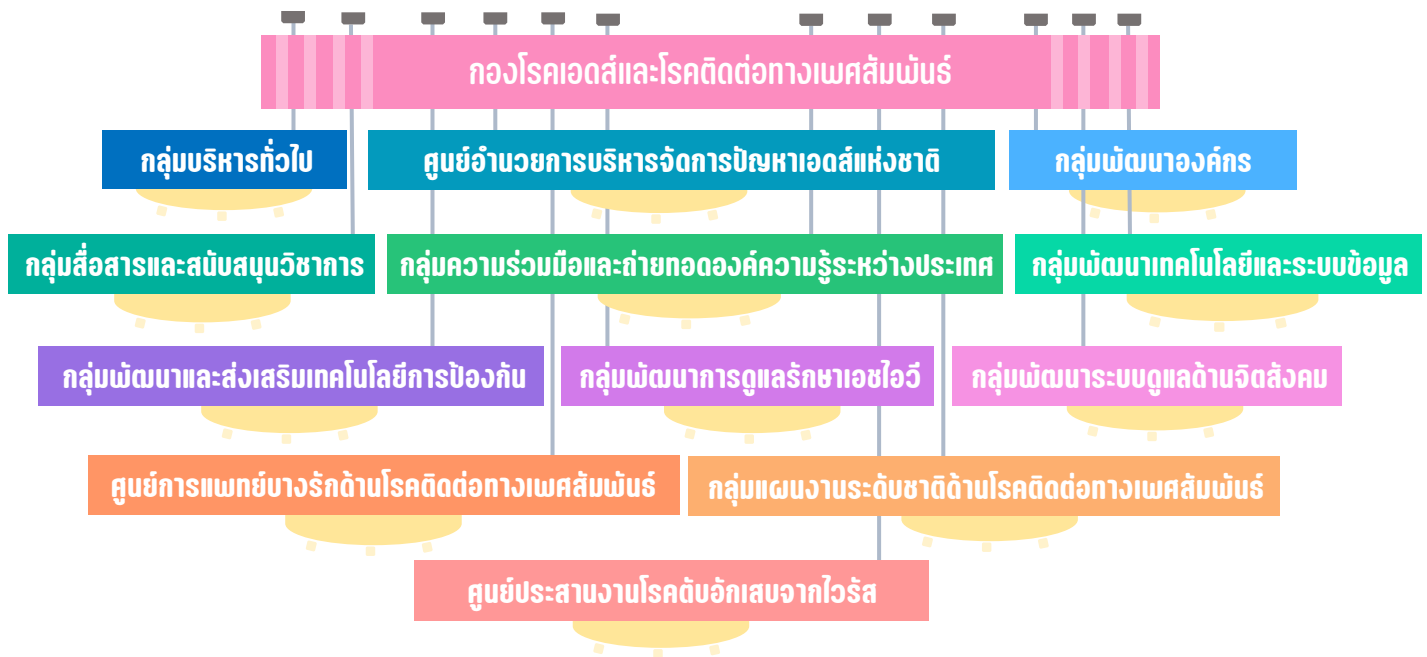 กองโรคเอดส์และโรคติดต่อทางเพศสัมพันธ์
กลุ่มบริหารทั่วไป
ศูนย์อำนวยการบริหารจัดการปัญหาเอดส์แห่งชาติ
กลุ่มพัฒนาองค์กร
กลุ่มสื่อสารและสนับสนุนวิชาการ
กลุ่มความร่วมมือและถ่ายทอดองค์ความรู้ระหว่างประเทศ
กลุ่มพัฒนาเทคโนโลยีและระบบข้อมูล
กลุ่มพัฒนาและส่งเสริมเทคโนโลยีการป้องกัน
กลุ่มพัฒนาการดูแลรักษาเอชไอวี
กลุ่มพัฒนาระบบดูแลด้านจิตสังคม
ศูนย์การแพทย์บางรักด้านโรคติดต่อทางเพศสัมพันธ์
กลุ่มแผนงานระดับชาติด้านโรคติดต่อทางเพศสัมพันธ์
ศูนย์ประสานงานโรคตับอักเสบจากไวรัส